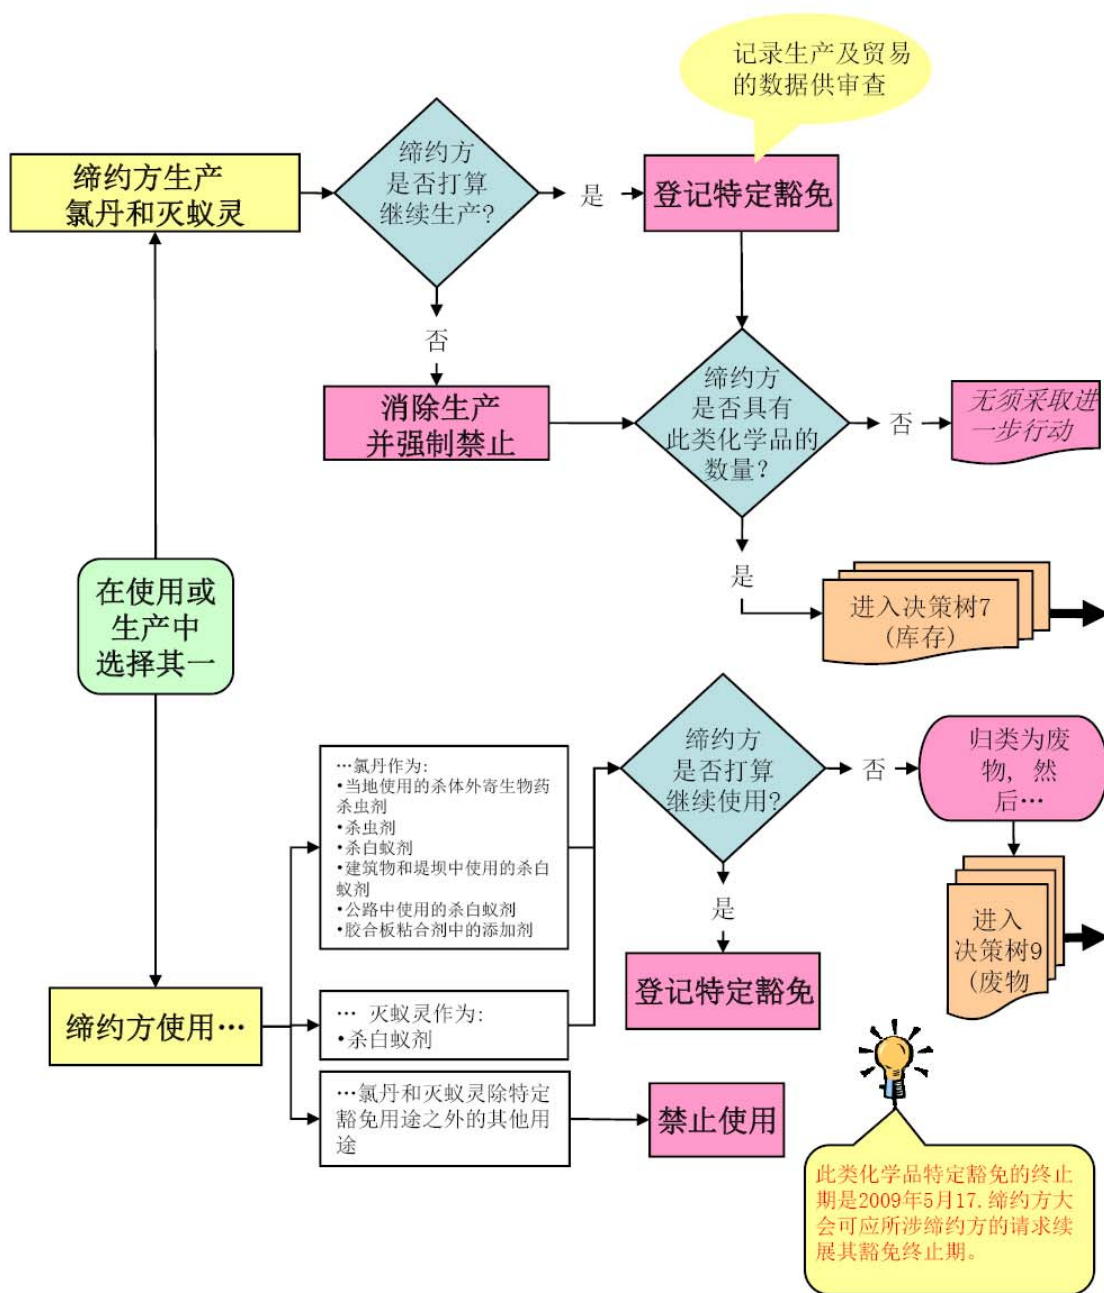 记录生产及贸易
的数据供审查
缔约方生产
氯丹和灭蚁灵
缔约方
是否打算
继续生产?
是
登记特定豁免
否
消除生产
并强制禁止
缔约方
是否具有
此类化学品的
数量?
否
无须采取进
一步行动
是
进入决策树7
(库存)
在使用或
生产中
选择其一
…氯丹作为:
•当地使用的杀体外寄生物药
杀虫剂
•杀虫剂
•杀白蚁剂
•建筑物和堤坝中使用的杀白
蚁剂
•公路中使用的杀白蚁剂
•胶合板粘合剂中的添加剂
缔约方
是否打算
继续使用?
否
归类为废
物, 然
后…
是
登记特定豁免
进入
决策树9
(废物
缔约方使用…
… 灭蚁灵作为:
•杀白蚁剂
…氯丹和灭蚁灵除特定
豁免用途之外的其他用
途
禁止使用
此类化学品特定豁免的终止
期是2009年5月17.缔约方大
会可应所涉缔约方的请求续
展其豁免终止期。